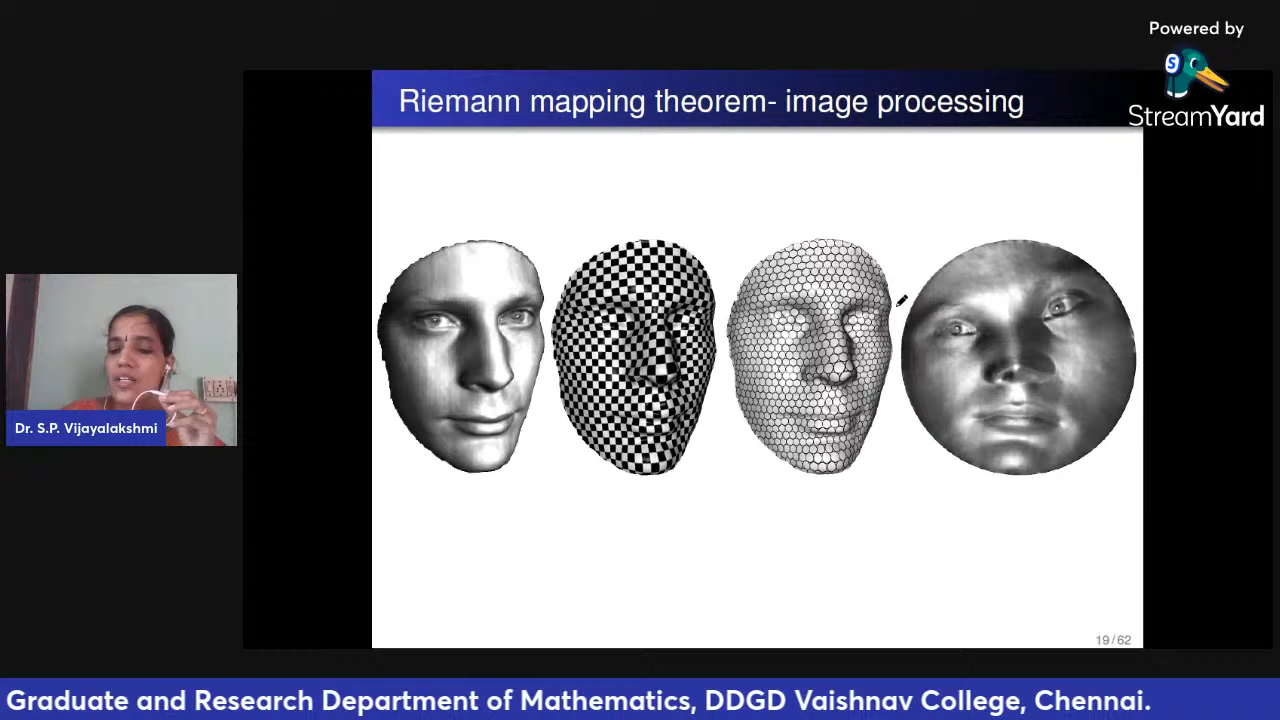 Powered by
S
StreamYard
Riemann mapping theorem- image processing
Dr. S.P. Vijayalakshmi
19/62
Graduate and Research Department of Mathematics, DDGD Vaishnav College, Chennai.